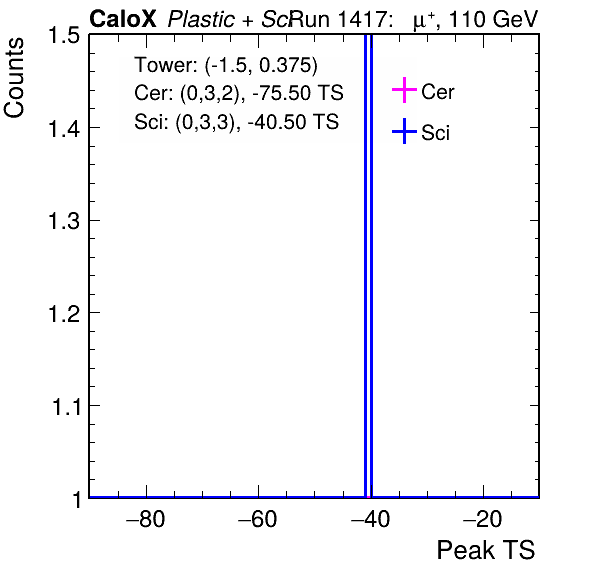 CaloX Plastic + Sci Run 1417: μ⁺, 110 GeV
Counts
1.5
1.4
1.3
1.2
1.1
1
Tower: (-1.5, 0.375)
Cer: (0,3,2), -75.50 TS
Sci: (0,3,3), -40.50 TS
Cer
Sci
−80 −60 −40 −20
Peak TS